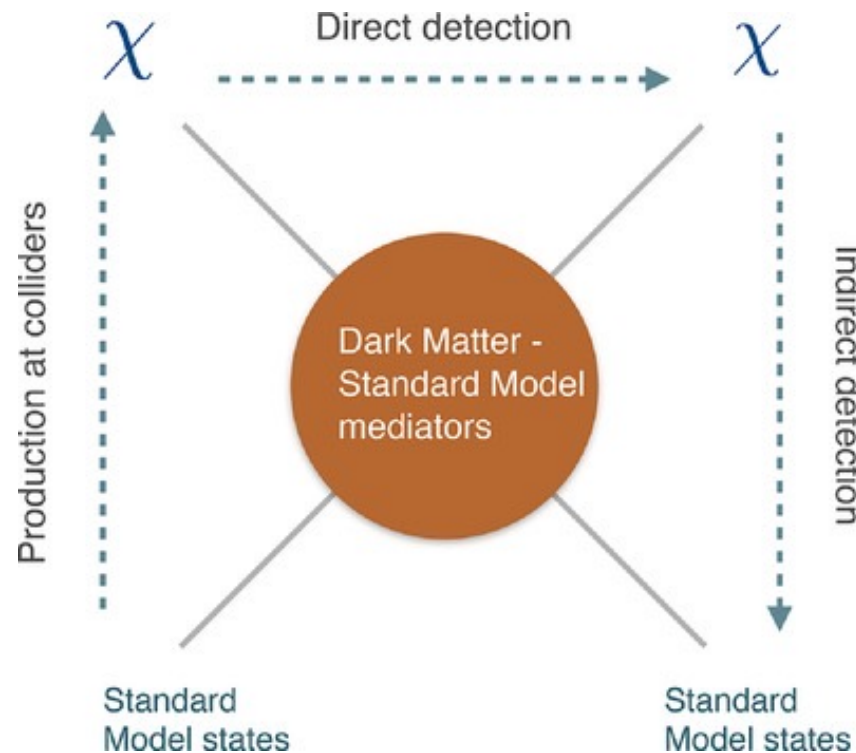 Direct detection
χ
χ
Production at colliders
Indirect detection
Dark Matter -
Standard Model
mediators
Standard
Model states
Standard
Model states